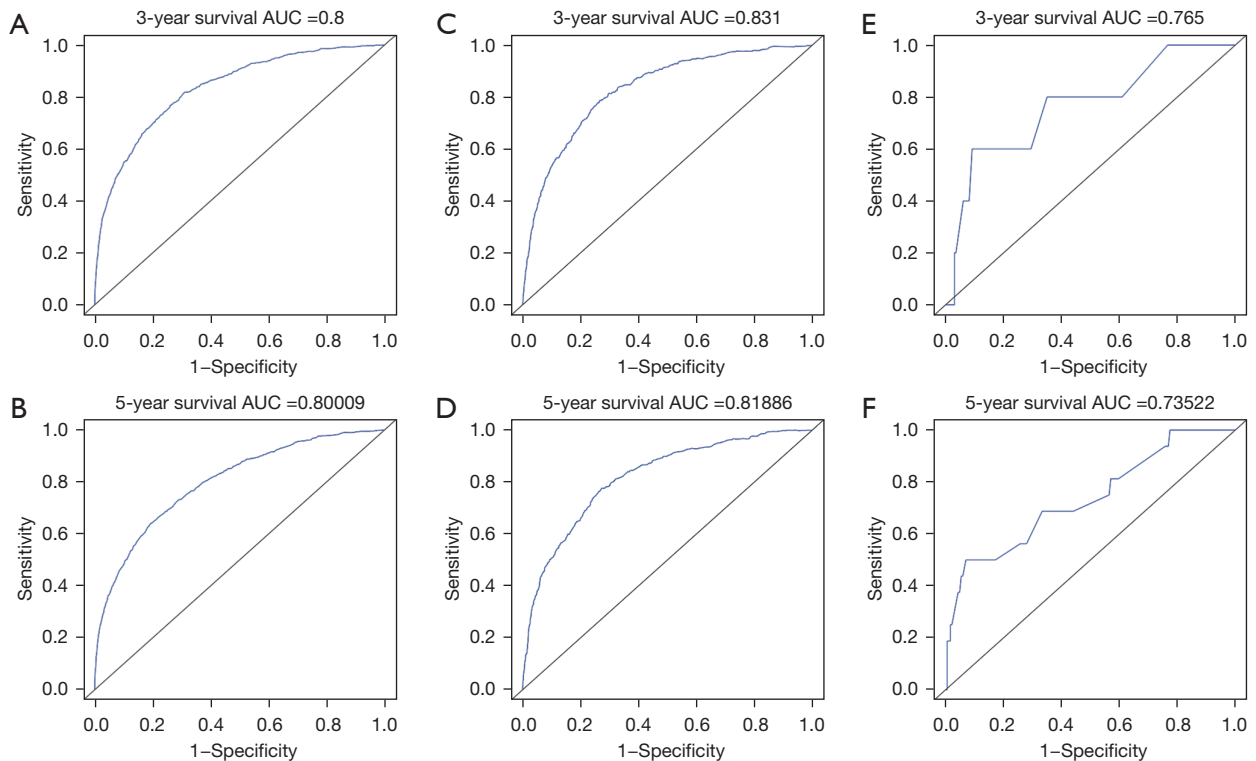 A
3-year survival AUC =0.8
1.0
0.8
0.6
0.4
0.2
0.0
Sensitivity
0.0 0.2 0.4 0.6 0.8 1.0
1–Specificity
C
3-year survival AUC =0.831
1.0
0.8
0.6
0.4
0.2
0.0
Sensitivity
0.0 0.2 0.4 0.6 0.8 1.0
1–Specificity
E
3-year survival AUC =0.765
1.0
0.8
0.6
0.4
0.2
0.0
Sensitivity
0.0 0.2 0.4 0.6 0.8 1.0
1–Specificity
B
5-year survival AUC =0.80009
1.0
0.8
0.6
0.4
0.2
0.0
Sensitivity
0.0 0.2 0.4 0.6 0.8 1.0
1–Specificity
D
5-year survival AUC =0.81886
1.0
0.8
0.6
0.4
0.2
0.0
Sensitivity
0.0 0.2 0.4 0.6 0.8 1.0
1–Specificity
F
5-year survival AUC =0.73522
1.0
0.8
0.6
0.4
0.2
0.0
Sensitivity
0.0 0.2 0.4 0.6 0.8 1.0
1–Specificity